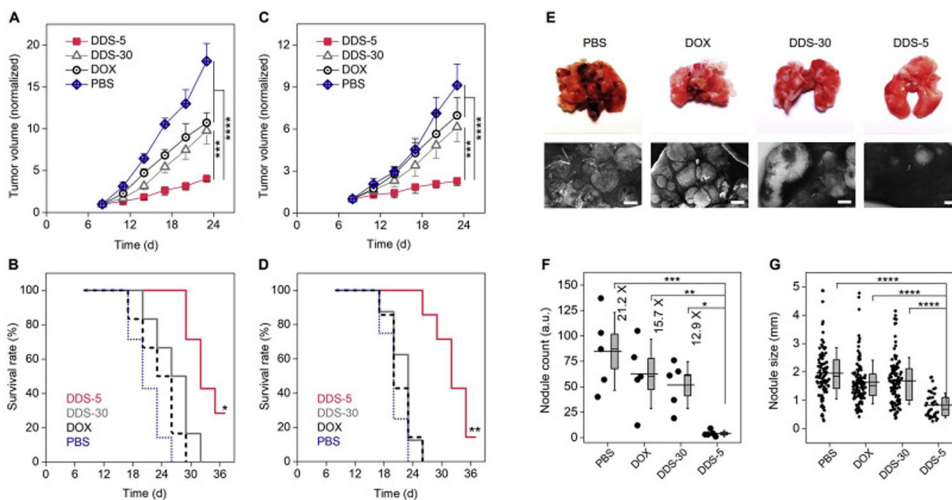 A
DDS-5
DDS-30
DOX
PBS
Tumor volume (normalized)
20
15
10
5
0
0 6 12 18 24
Time (d)
****
***
C
DDS-5
DDS-30
DOX
PBS
Tumor volume (normalized)
12
9
6
3
0
0 6 12 18 24
Time (d)
****
***
E
PBS
DOX
DDS-30
DDS-5
B
Survival rate (%)
100
80
60
40
20
0
DDS-5
DDS-30
DOX
PBS
*
0 6 12 18 24 30 36
Time (d)
D
Survival rate (%)
100
80
60
40
20
0
DDS-5
DDS-30
DOX
PBS
**
0 6 12 18 24 30 36
Time (d)
F
Nodule count (a.u.)
150
125
100
75
50
25
0
***
**
*
21.2 X
15.7 X
12.9 X
PBS
DOX
DDS-30
DDS-5
G
Nodule size (mm)
5
4
3
2
1
0
****
****
****
PBS
DOX
DDS-30
DDS-5